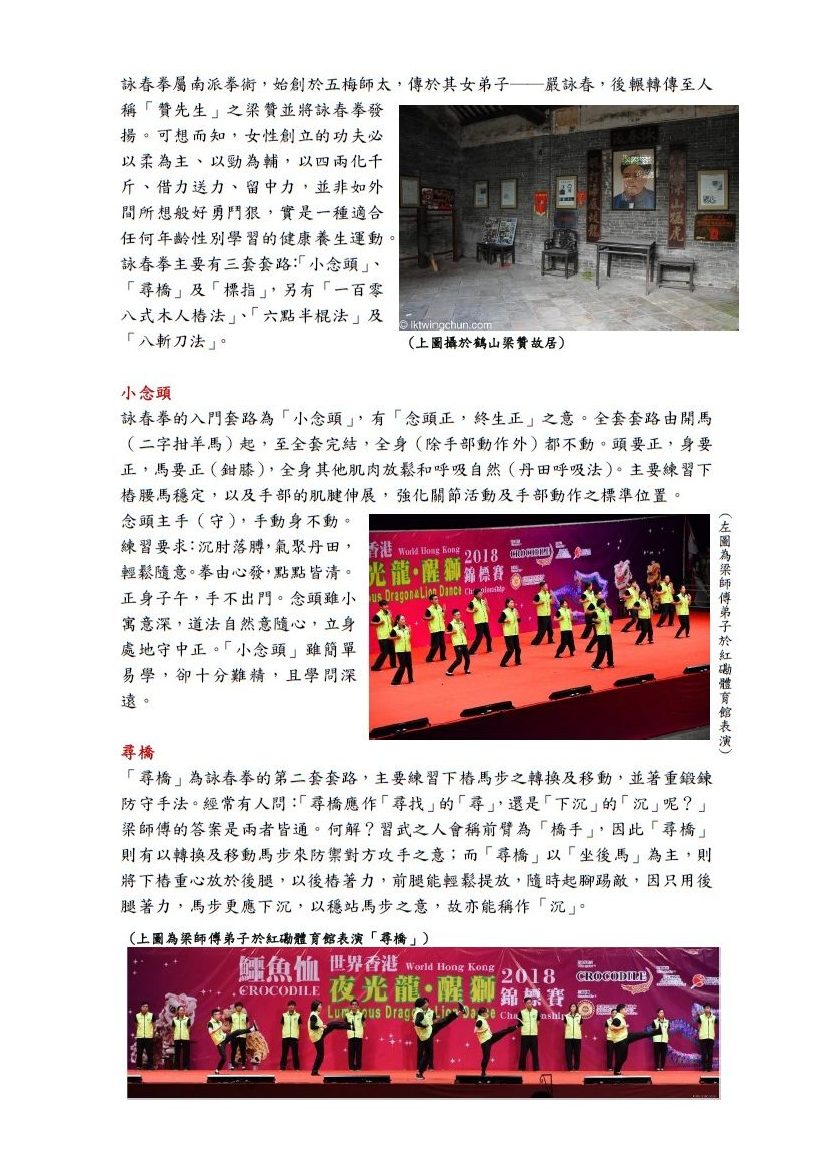 詠春拳屬南派拳術，始創於五梅師太，傳於其女弟子——嚴詠春，後輾轉傳至人
稱「贊先生」之梁贊並將詠春拳發
揚。可想而知，女性創立的功夫必
以柔為主、以勁為輔，以四兩化千
斤、借力送力、留中力，並非如外
間所想般好勇鬥狠，實是一種適合
任何年齡性別學習的健康養生運動。
詠春拳主要有三套套路：「小念頭」、
「尋橋」及「標指」，另有「一百零
八式木人樁法」、「六點半棍法」及
「八斬刀法」。
© lktwingchun.com
（上圖攝於鶴山梁贊故居）
小念頭
詠春拳的入門套路為「小念頭」，有「念頭正，終生正」之意。全套套路由開馬
（二字拑羊馬）起，至全套完結，全身（除手部動作外）都不動。頭要正，身要
正，馬要正（鉗膝），全身其他肌肉放鬆和呼吸自然（丹田呼吸法）。主要練習下
樁腰馬穩定，以及手部的肌腱伸展，強化關節活動及手部動作之標準位置。
念頭主手（守），手動身不動。
練習要求：沉肘落膊，氣聚丹田，
輕鬆隨意。拳由心發，點點皆清。
正身子午，手不出門。念頭雖小
寓意深，道法自然意隨心，立身
處地守中正。「小念頭」雖簡單
易學，卻十分難精，且學問深
遠。
香港 World Hong Kong 2018
光龍·醒獅 錦標賽
ous Dragon & Lion Dance Championship
CROCODILE
（左圖為梁師傅弟子於紅磡體育館表演）
尋橋
「尋橋」為詠春拳的第二套套路，主要練習下樁馬步之轉換及移動，並著重鍛鍊
防守手法。經常有人問：「尋橋應作「尋找」的「尋」，還是「下沉」的「沉」呢？」
梁師傅的答案是兩者皆通。何解？習武之人會稱前臂為「橋手」，因此「尋橋」
則有以轉換及移動馬步來防禦對方攻手之意；而「尋橋」以「坐後馬」為主，則
將下樁重心放於後腿，以後樁著力，前腿能輕鬆提放，隨時起腳踢敵，因只用後
腿著力，馬步更應下沉，以穩站馬步之意，故亦能稱作「沉」。
（上圖為梁師傅弟子於紅磡體育館表演「尋橋」）
鱷魚恤 世界香港 World Hong Kong 2018
CROCODILE 夜光龍·醒獅 錦標賽
Luminous Dragon & Lion Dance Championship
CROCODILE